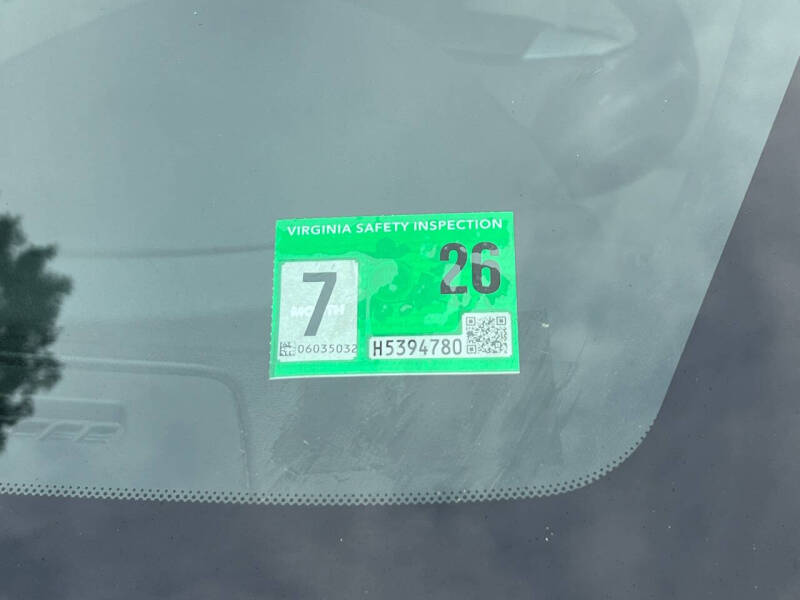 VIRGINIA SAFETY INSPECTION
26
7
MONTH
06035032
H5394780